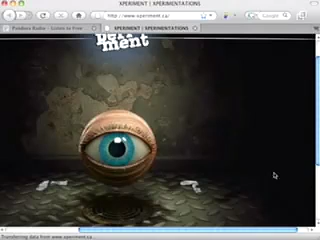 XPERIMENT | XPERIMENTATIONS
http://www.xperiment.ca/
Google
Pandora Radio - Listen to Free
XPERIMENT | XPERIMENTATIONS
ment
Transferring data from www.xperiment.ca...